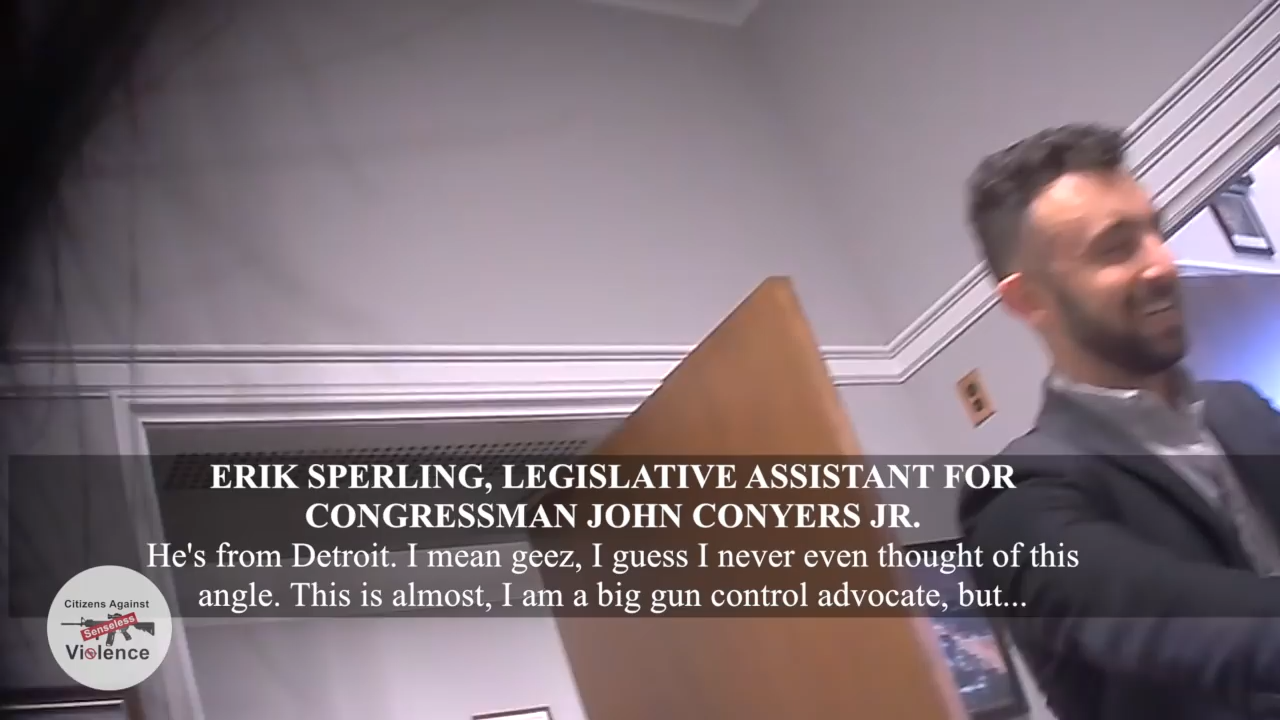 ERIK SPERLING, LEGISLATIVE ASSISTANT FOR
CONGRESSMAN JOHN CONYERS JR.
He's from Detroit. I mean geez, I guess I never even thought of this
angle. This is almost, I am a big gun control advocate, but...
Citizens Against
Senseless
Violence